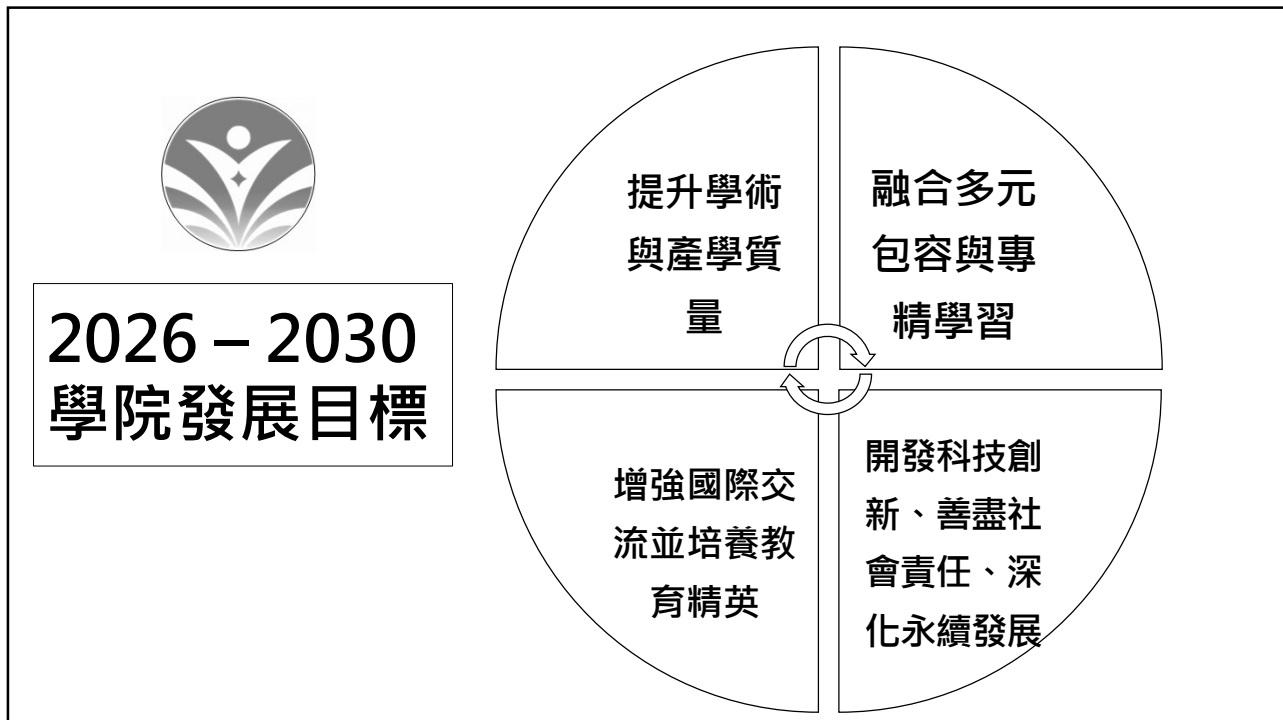 2026 – 2030
學院發展目標
提升學術
與產學質
量
融合多元
包容與專
精學習
增強國際交
流並培養教
育精英
開發科技創
新、善盡社
會責任、深
化永續發展